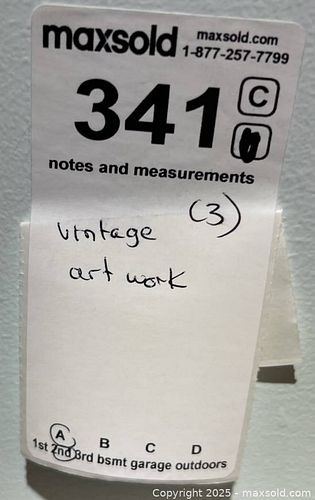 maxsold maxsold.com
1-877-257-7799
341 C
notes and measurements
(3)
vintage
art work
A B C D
1st 2nd 3rd bsmt garage outdoors
Copyright © 2025 - maxsold.com